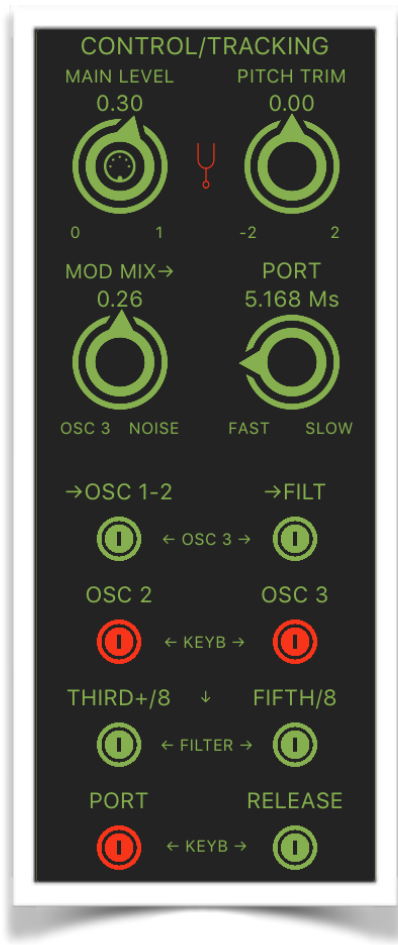 CONTROL/TRACKING
MAIN LEVEL PITCH TRIM
0.30 0.00
0 1 -2 2
MOD MIX→ PORT
0.26 5.168 Ms
OSC 3 NOISE FAST SLOW
→OSC 1-2 →FILT
← OSC 3 →
OSC 2 OSC 3
← KEYB →
THIRD+/8 ↓ FIFTH/8
← FILTER →
PORT RELEASE
← KEYB →